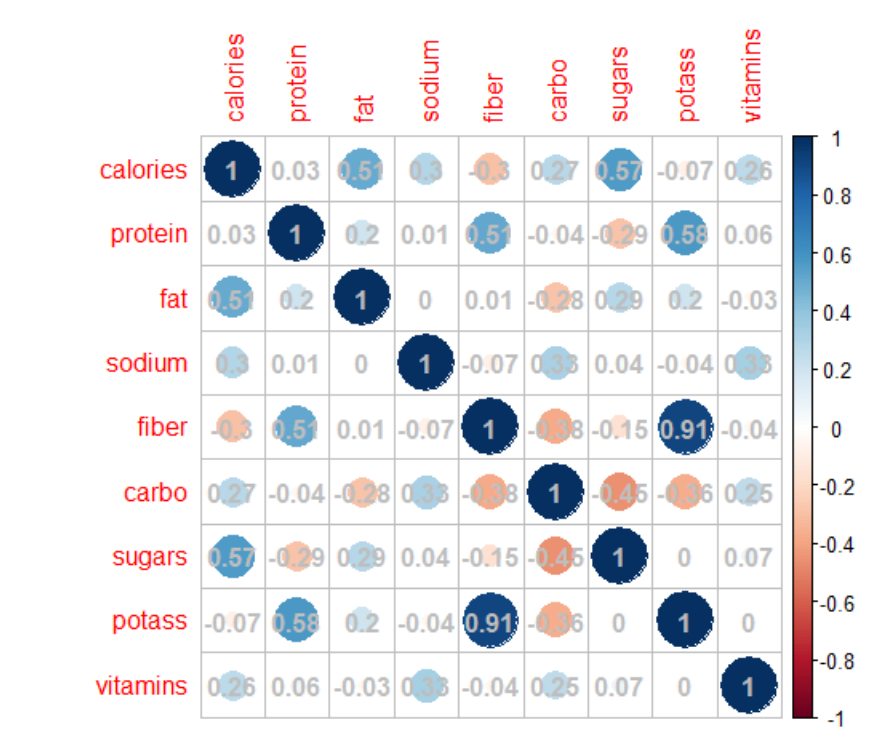 calories protein fat sodium fiber carbo sugars potass vitamins
calories 1 0.03 0.51 0.3 -0.3 0.27 0.57 -0.07 0.26
protein 0.03 1 0.2 0.01 0.51 -0.04 -0.29 0.58 0.06
fat 0.51 0.2 1 0 0.01 -0.28 0.29 0.2 -0.03
sodium 0.3 0.01 0 1 -0.07 0.33 0.04 -0.04 0.33
fiber -0.3 0.51 0.01 -0.07 1 -0.38 -0.15 0.91 -0.04
carbo 0.27 -0.04 -0.28 0.33 -0.38 1 -0.45 -0.36 0.25
sugars 0.57 -0.29 0.29 0.04 -0.15 -0.45 1 0 0.07
potass -0.07 0.58 0.2 -0.04 0.91 -0.36 0 1 0
vitamins 0.26 0.06 -0.03 0.33 -0.04 0.25 0.07 0 1
1
0.8
0.6
0.4
0.2
0
-0.2
-0.4
-0.6
-0.8
-1